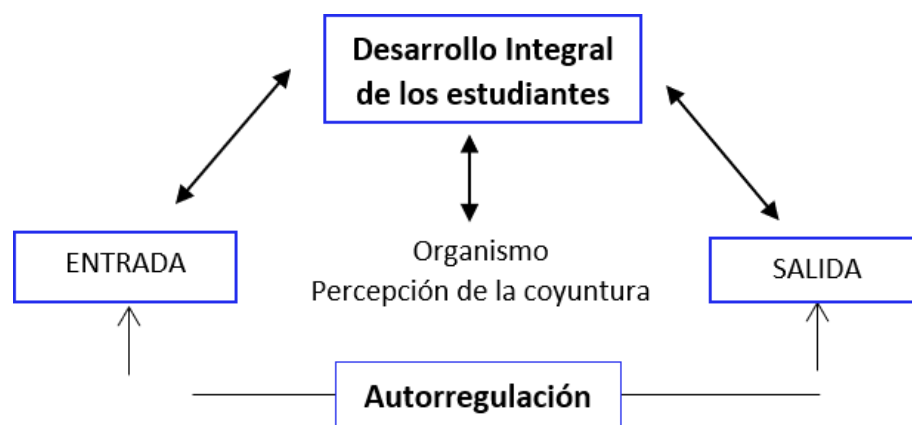 Desarrollo Integral
de los estudiantes
ENTRADA
Organismo
Percepción de la coyuntura
SALIDA
Autorregulación